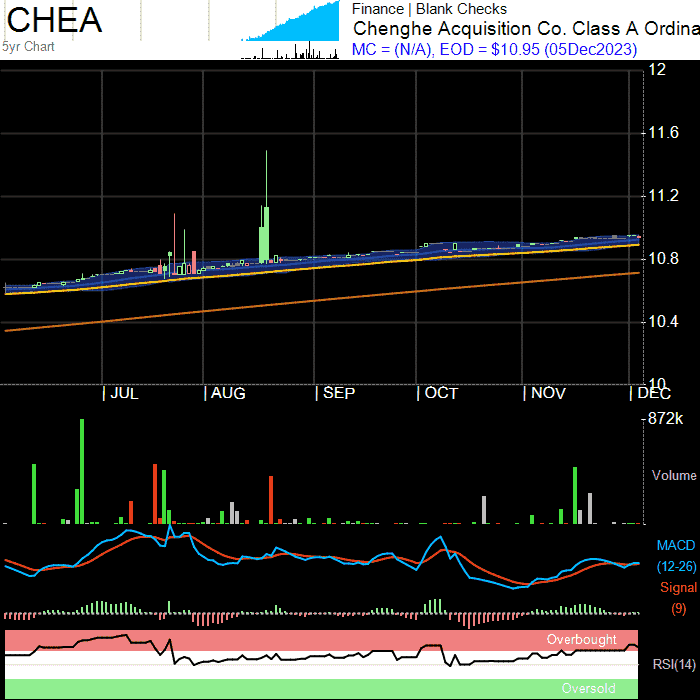 CHEA
5yr Chart
Finance | Blank Checks
Chenghe Acquisition Co. Class A Ordina
MC = (N/A), EOD = $10.95 (05Dec2023)
12
11.6
11.2
10.8
10.4
10
JUL
AUG
SEP
OCT
NOV
DEC
872k
Volume
MACD
(12-26)
Signal
(9)
Overbought
RSI(14)
Oversold